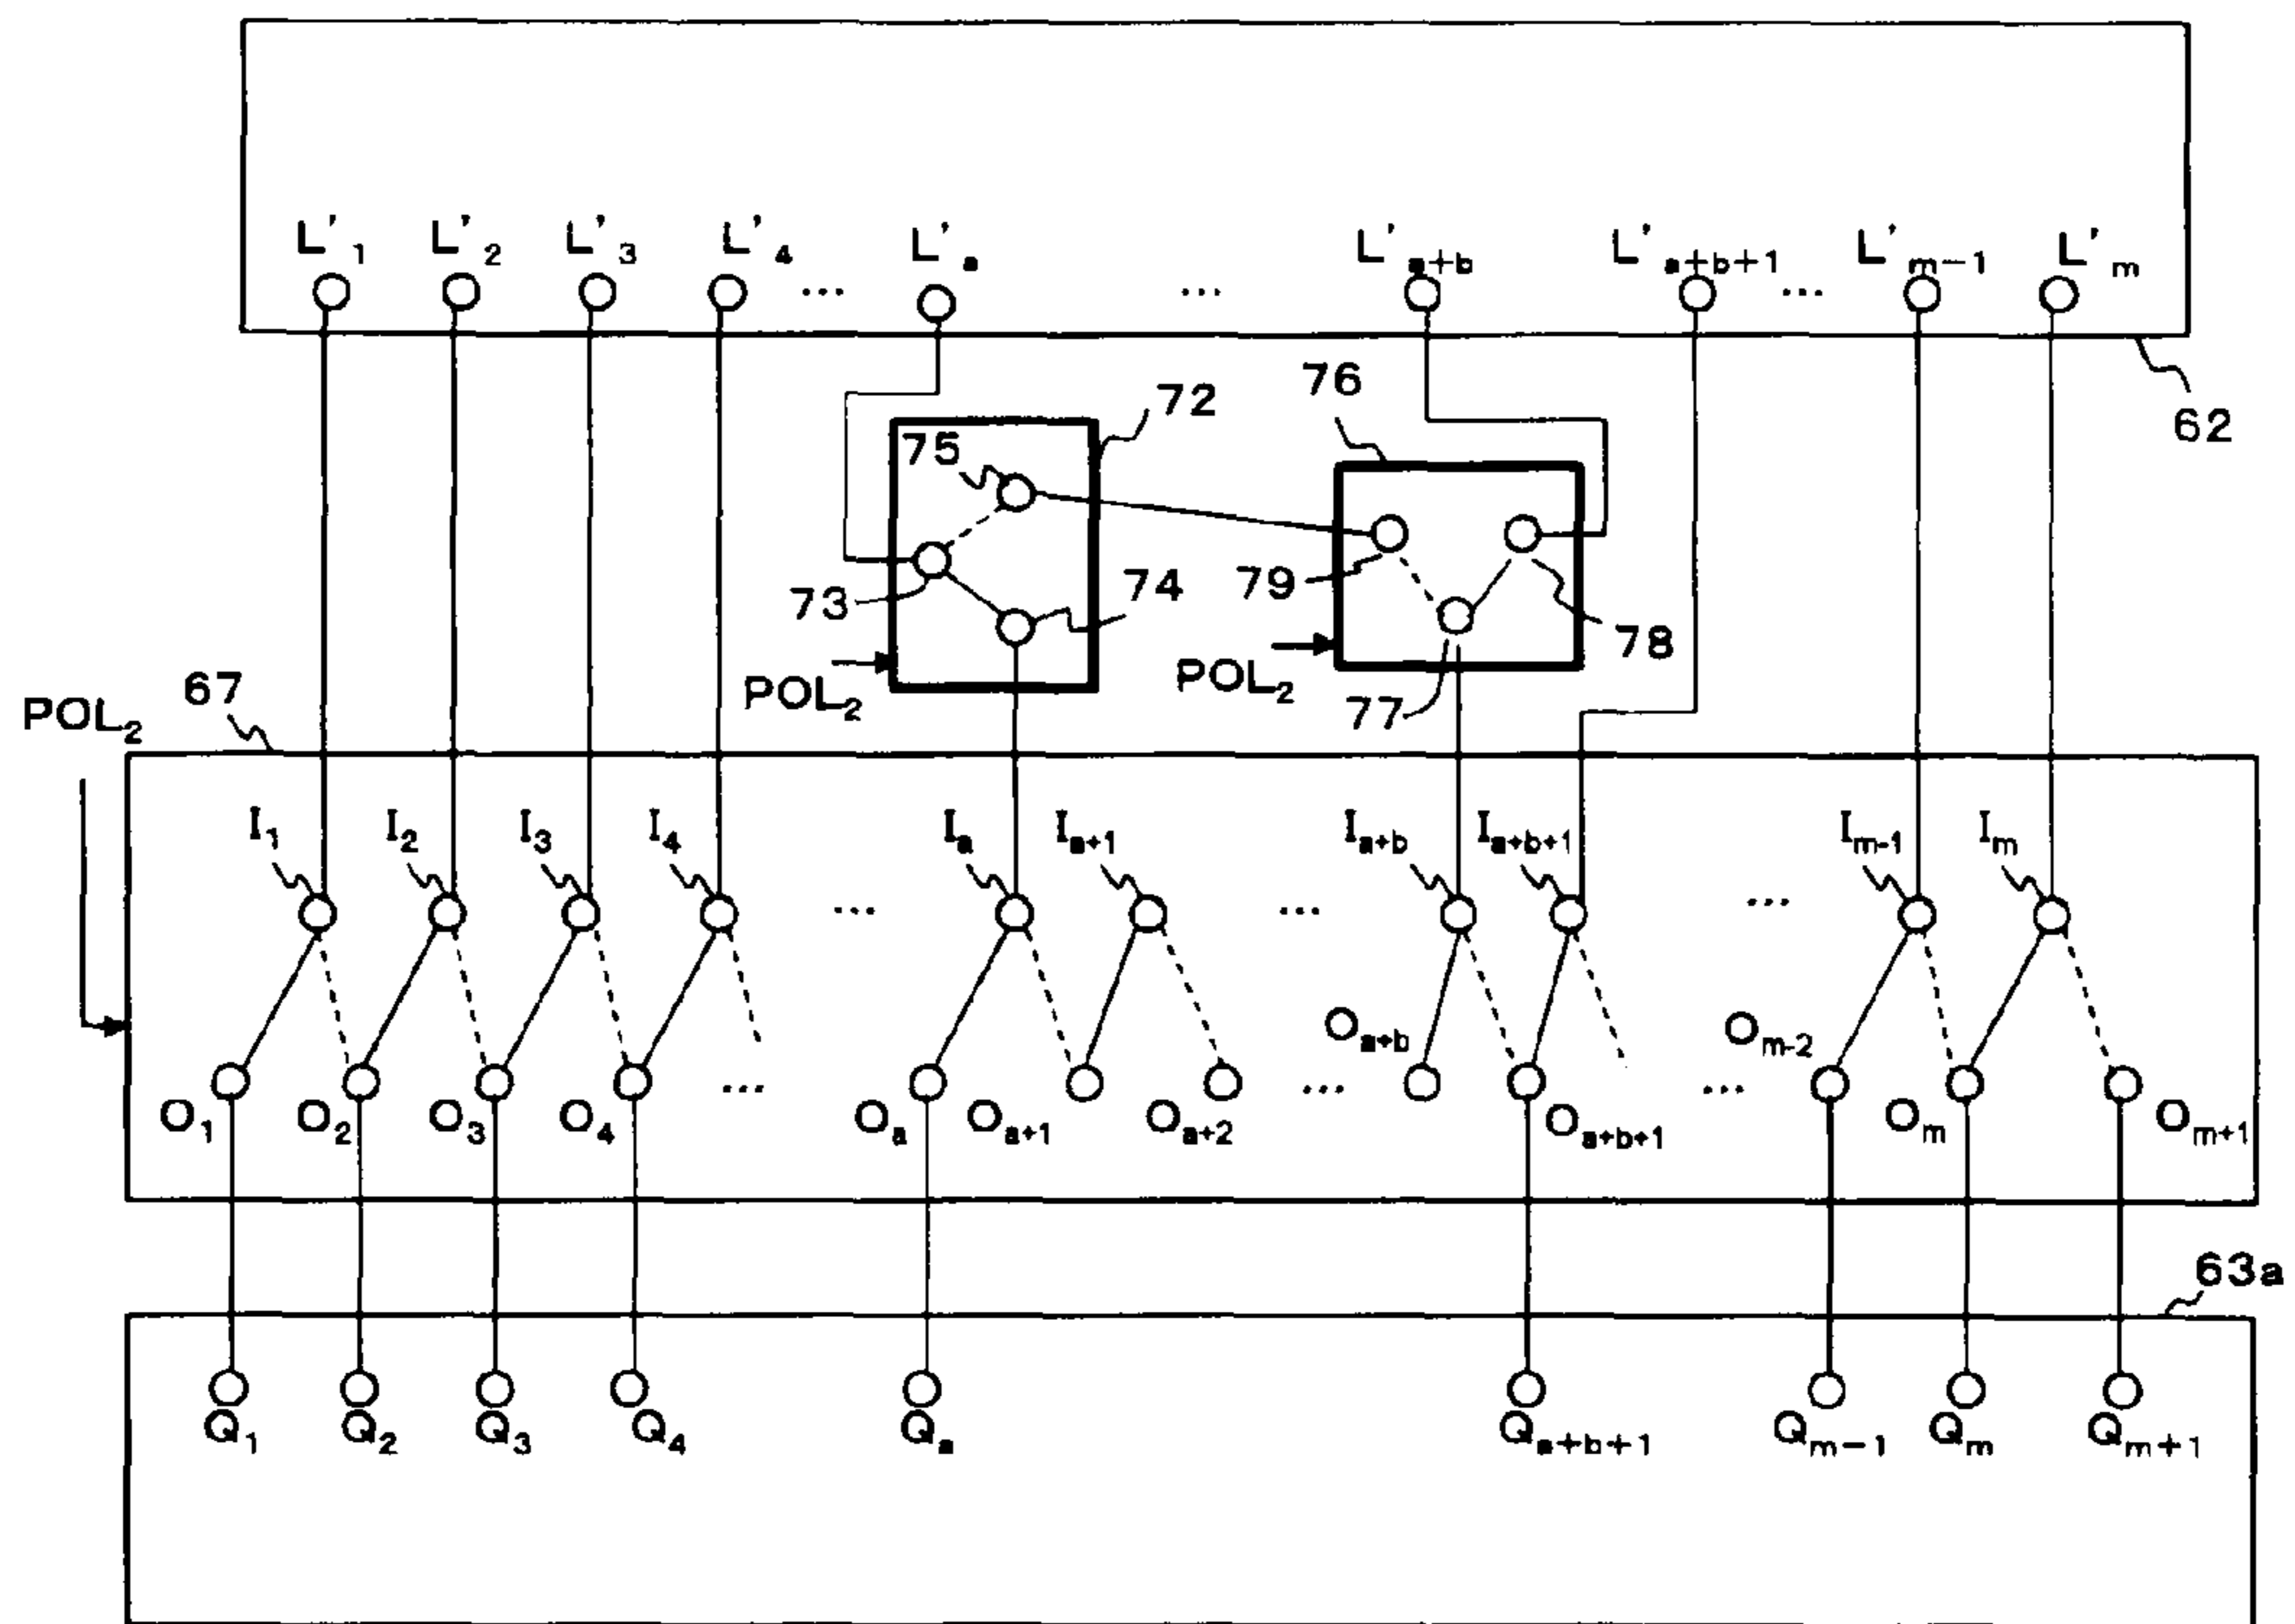 L'1 L'2 L'3 L'4 ... L'a ... L'a+b L'a+b+1 ... L'm-1 L'm
62
72
76
75
73
74
79
78
77
POL2
POL2
POL2
67
I1 I2 I3 I4 ... Ia Ia+1 ... Ia+b Ia+b+1 ... Im-1 Im
O1 O2 O3 O4 ... Oa Oa+1 Oa+2 ... Oa+b Oa+b+1 ... Om-2 Om Om+1
63a
Q1 Q2 Q3 Q4 Qa Qa+b+1 Qm-1 Qm Qm+1